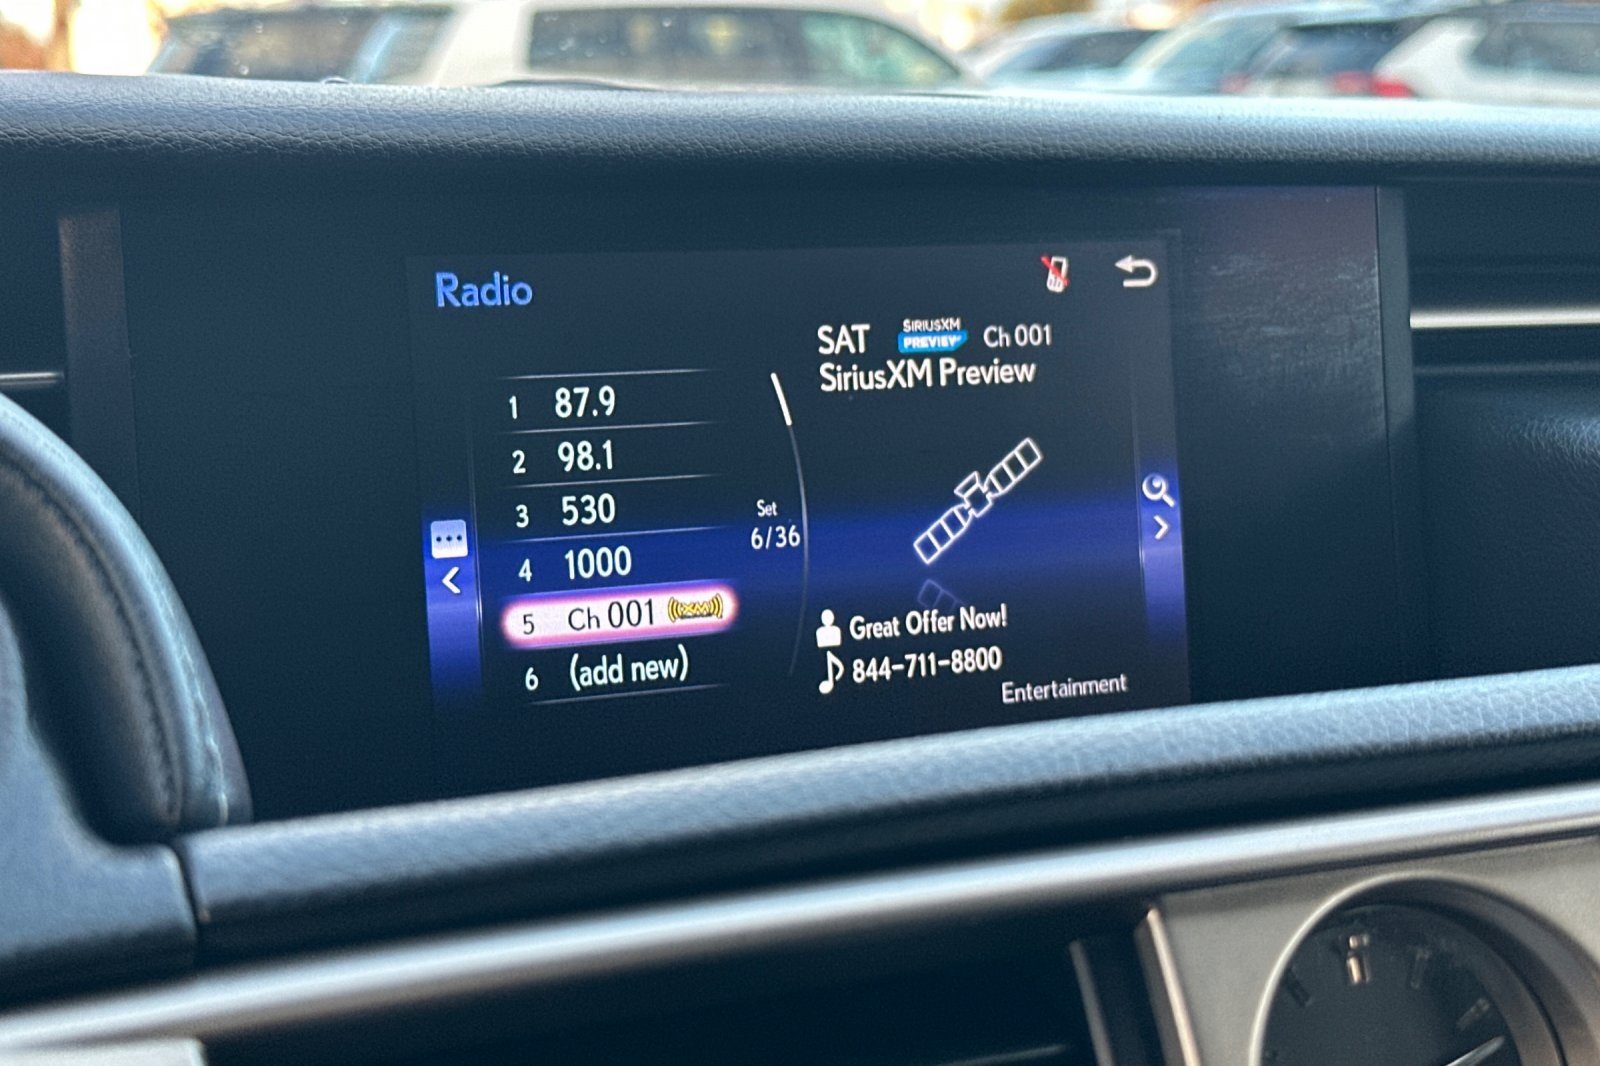 Radio
SAT SIRIUSXM PREVIEW Ch 001
SiriusXM Preview
1 87.9
2 98.1
3 530
4 1000
5 Ch 001 XM
6 (add new)
Set
6/36
Great Offer Now!
844-711-8800
Entertainment